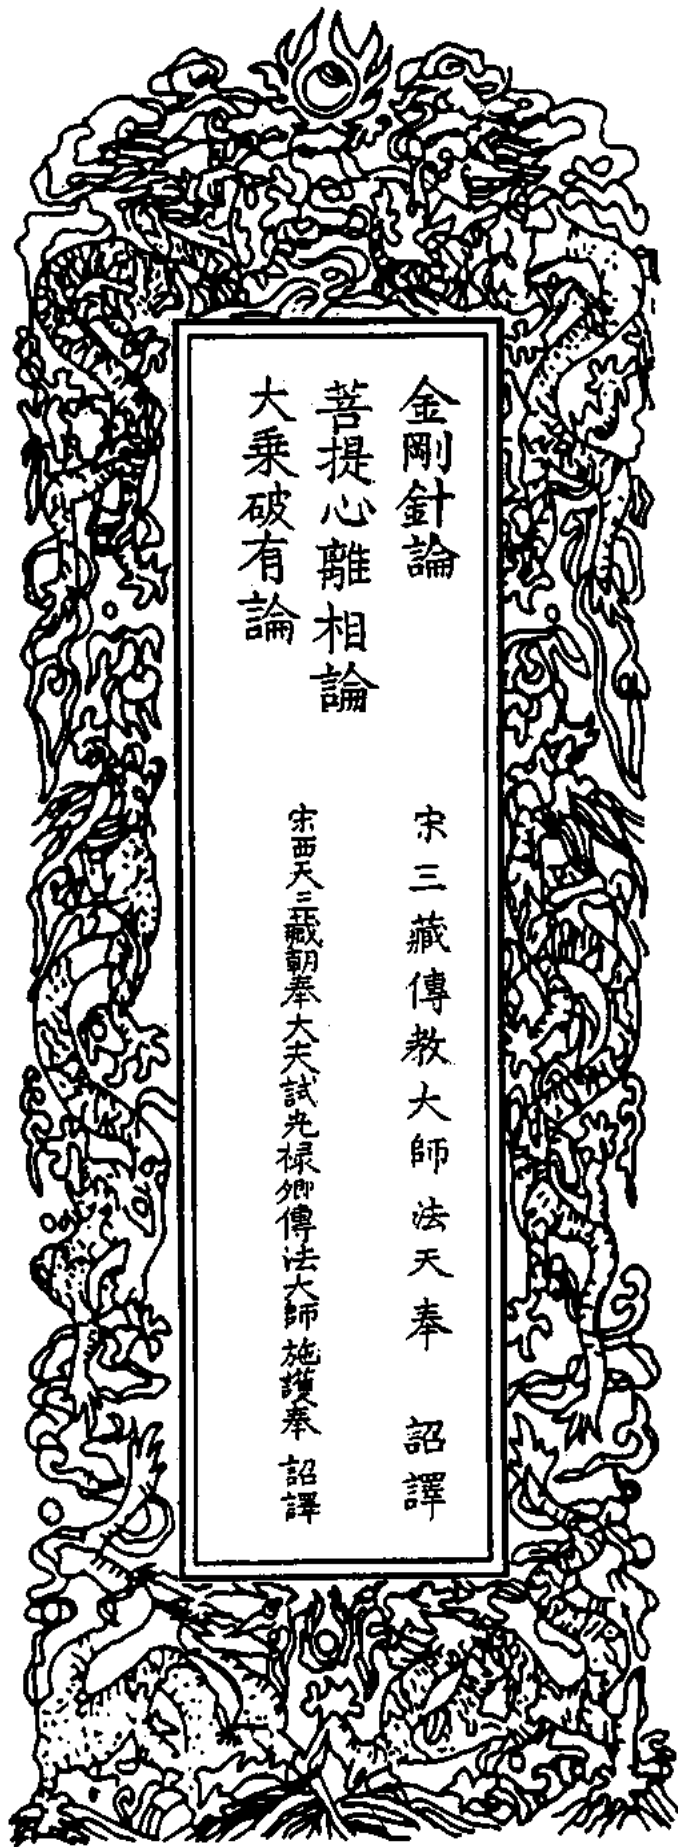 金剛針論
菩提心離相論
大乗破有論
宋三藏傳教大師法天奉　詔譯
宋西天三藏朝奉大夫試光禄卿傳法大師施護奉　詔譯